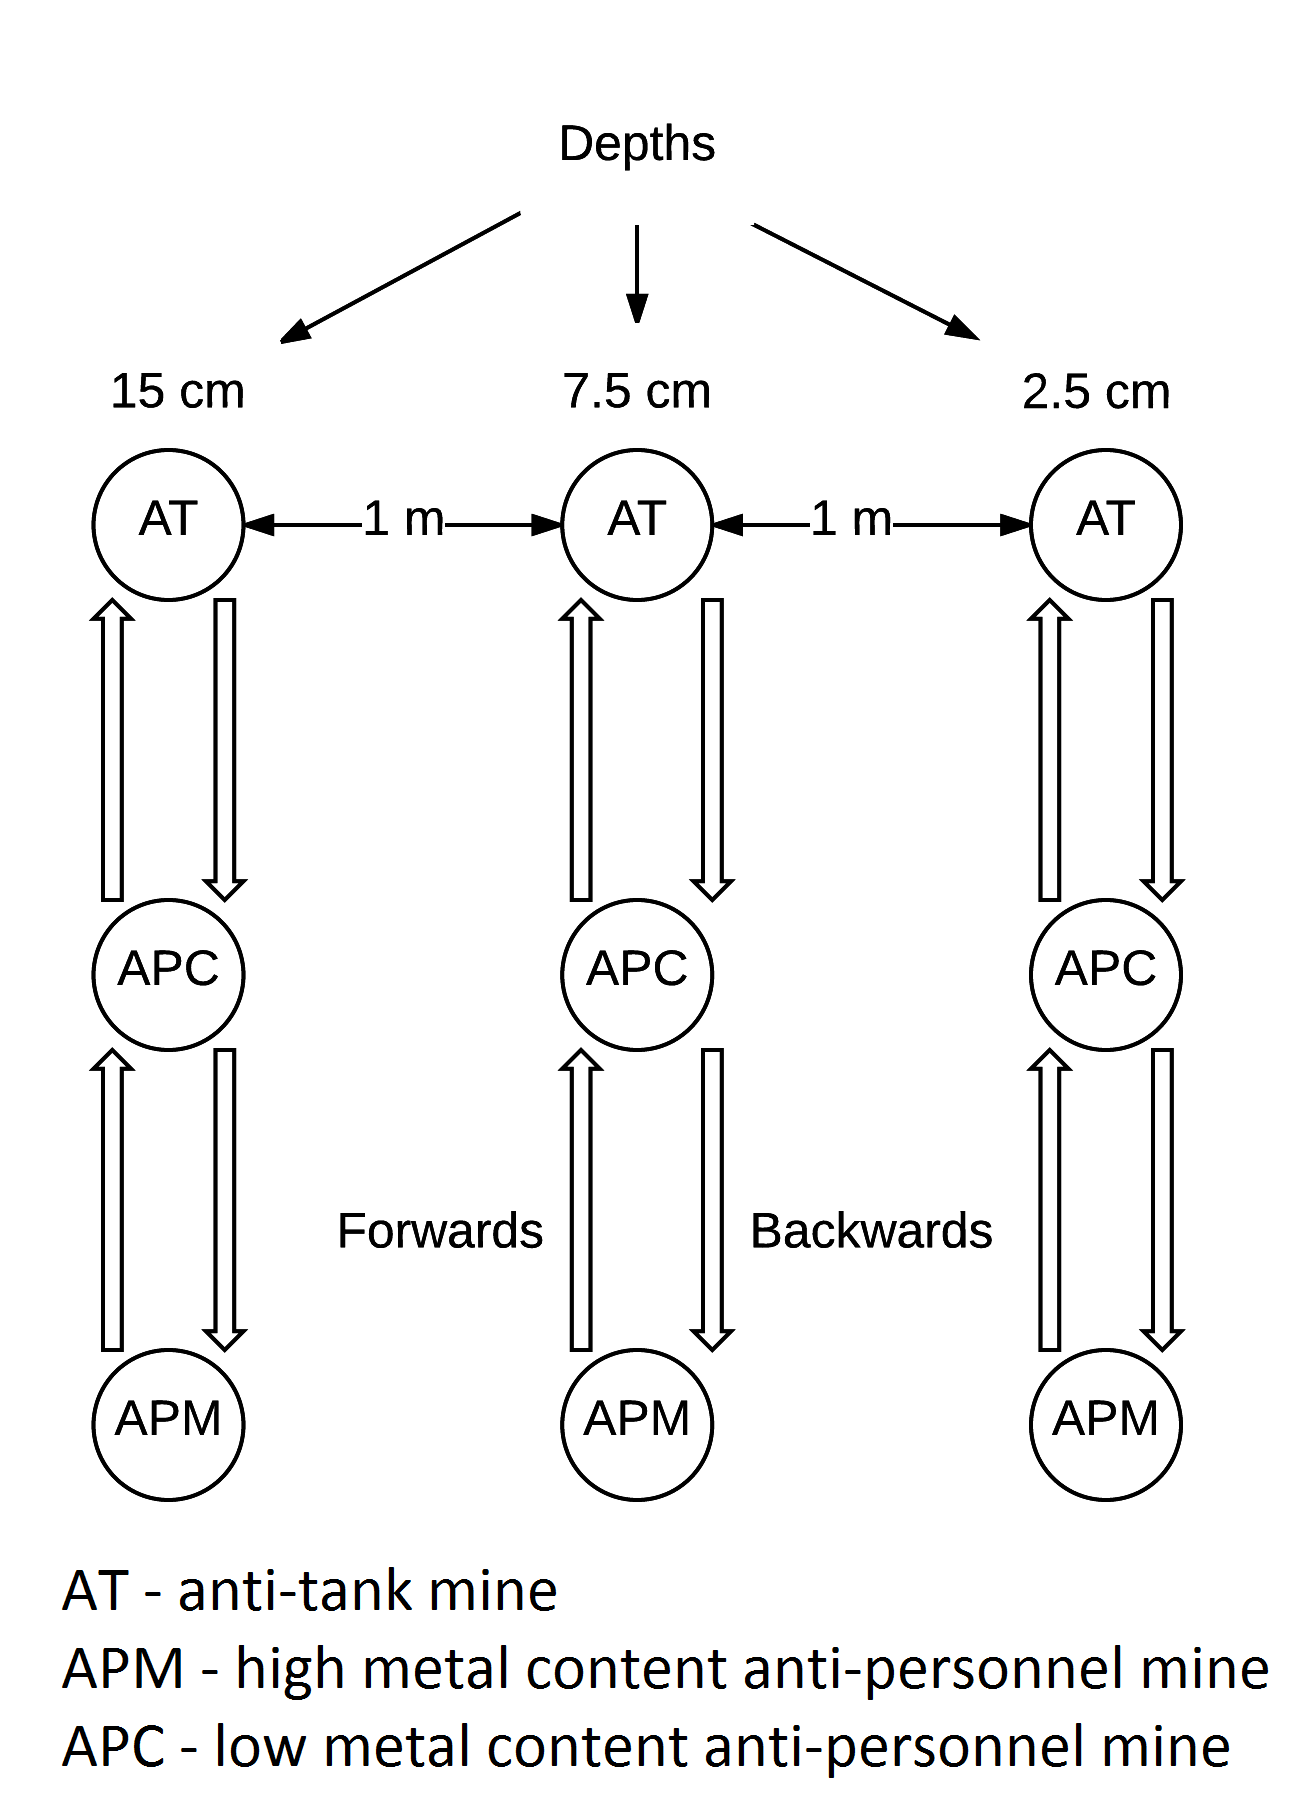 Depths
15 cm 7.5 cm 2.5 cm
AT 1 m AT 1 m AT
APC APC APC
Forwards Backwards
APM APM APM
AT - anti-tank mine
APM - high metal content anti-personnel mine
APC - low metal content anti-personnel mine